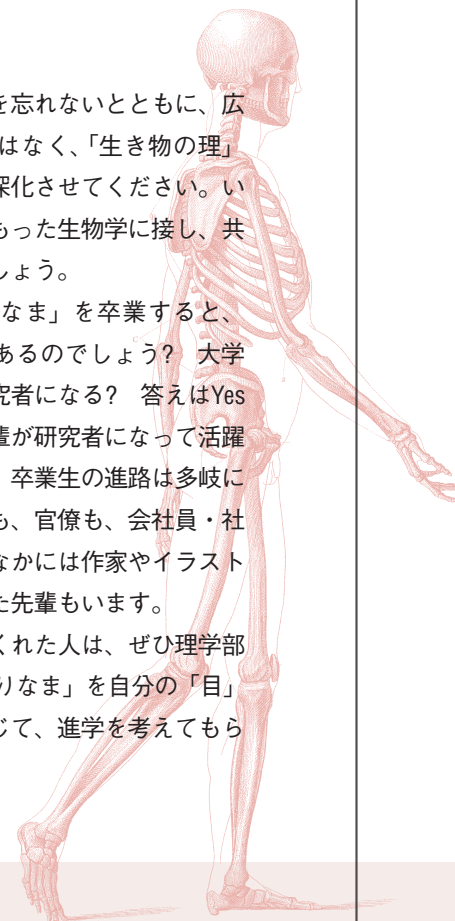 を忘れないとともに、広
はなく、「生き物の理」
深化させてください。い
もった生物学に接し、共
しょう。
なま」を卒業すると、
あるのでしょう?　大学
究者になる?　答えはYes
輩が研究者になって活躍
卒業生の進路は多岐に
も、官僚も、会社員・社
なかには作家やイラスト
た先輩もいます。
くれた人は、ぜひ理学部
りなま」を自分の「目」
じて、進学を考えてもら